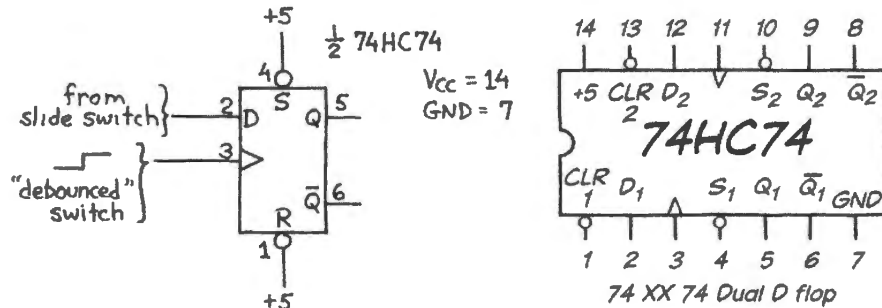 +5
½ 74HC74
4
S
from
slide switch
2
D
Q
5
3
"debounced"
switch
Q̅
6
R
1
+5
Vcc = 14
GND = 7
14 13 12 11 10 9 8
+5 CLR 2 D2 S2 Q2 Q̅2
74HC74
CLR 1 D1 S1 Q1 Q̅1 GND
1 2 3 4 5 6 7
74 XX 74 Dual D flop